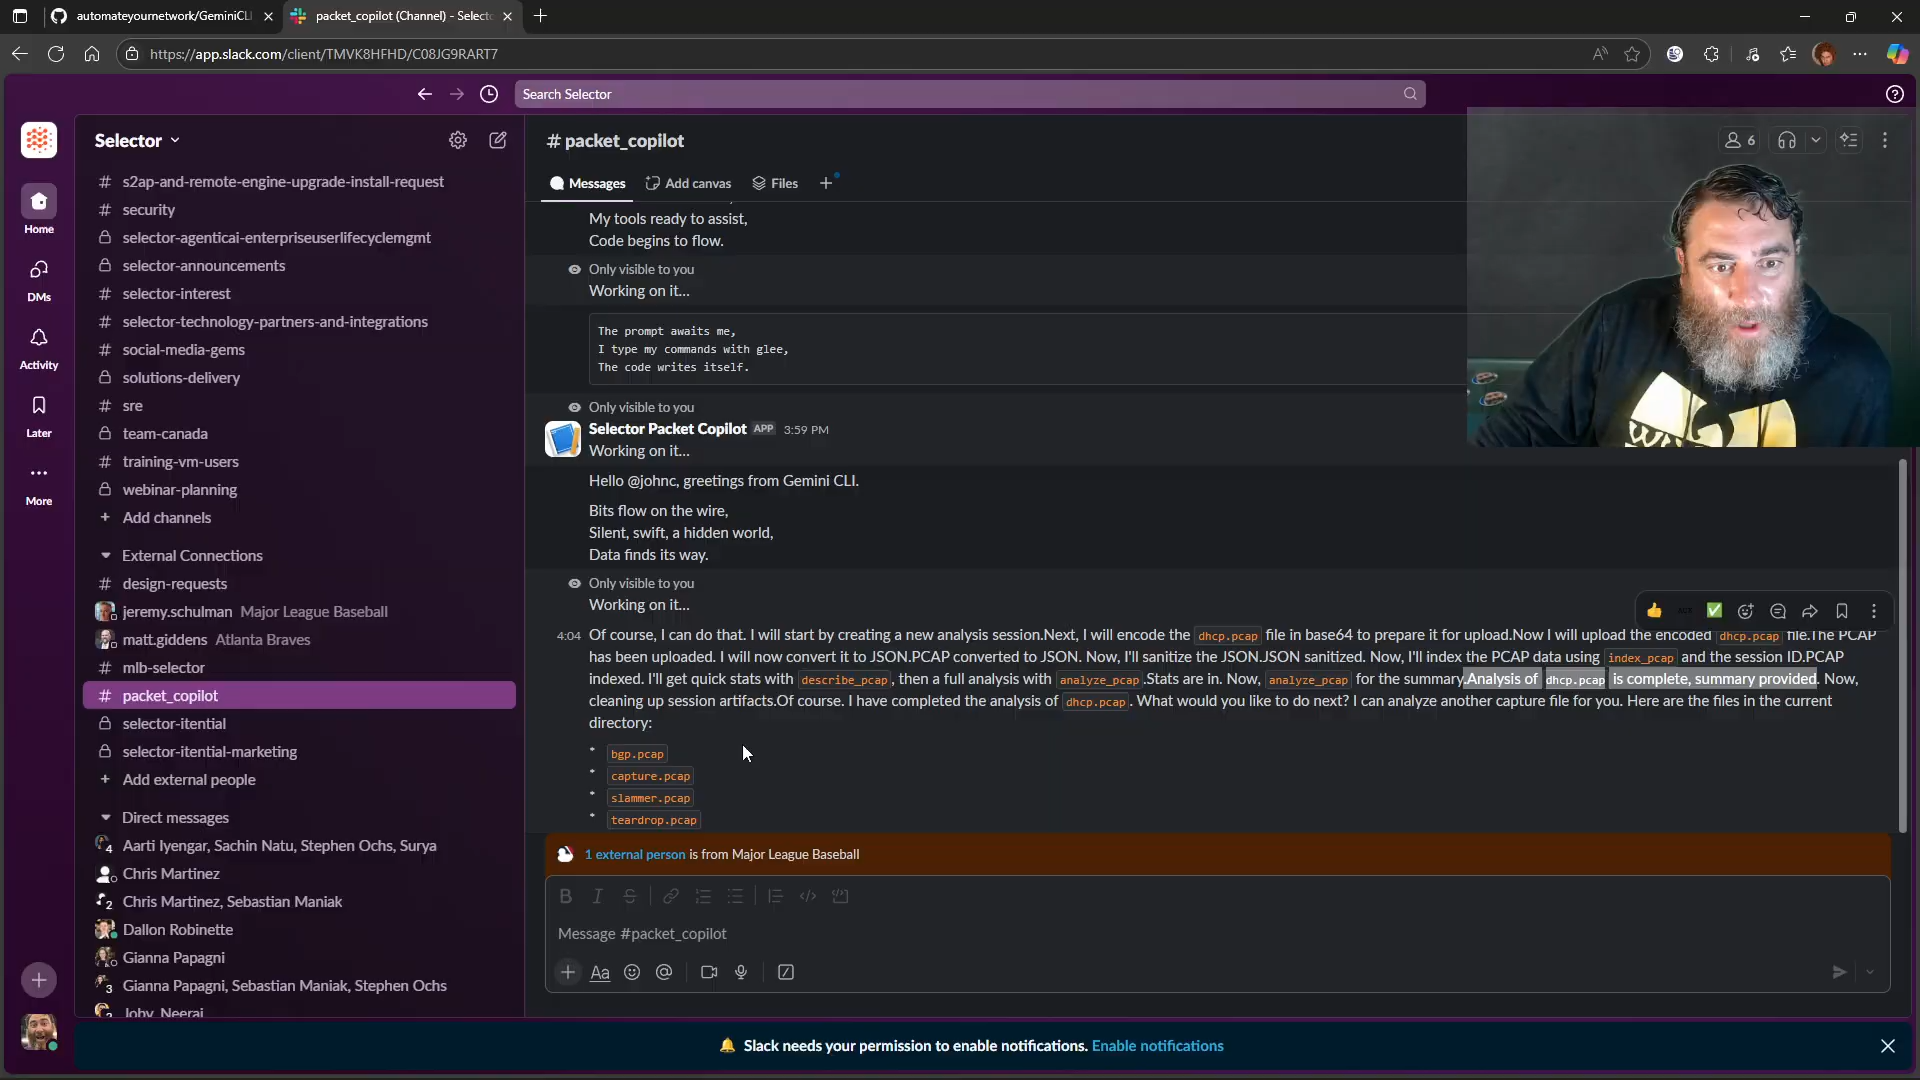 automateyournetwork/GeminiCLI
packet_copilot (Channel) - Selecto
https://app.slack.com/client/TMVK8HFHD/C08JG9RART7
Search Selector
Selector
Home
DMs
Activity
Later
More
# s2ap-and-remote-engine-upgrade-install-request
# security
selector-agenticai-enterpriseuserlifecyclemgmt
selector-announcements
# selector-interest
# selector-technology-partners-and-integrations
# social-media-gems
solutions-delivery
# sre
team-canada
# training-vm-users
webinar-planning
+ Add channels
External Connections
# design-requests
jeremy.schulman Major League Baseball
matt.giddens Atlanta Braves
# mlb-selector
# packet_copilot
selector-itential
selector-itential-marketing
+ Add external people
Direct messages
4 Aarti Iyengar, Sachin Natu, Stephen Ochs, Surya
Chris Martinez
2 Chris Martinez, Sebastian Maniak
Dallon Robinette
Gianna Papagni
3 Gianna Papagni, Sebastian Maniak, Stephen Ochs
Joby, Neeraj
# packet_copilot
6
Messages
Add canvas
Files
My tools ready to assist,
Code begins to flow.
Only visible to you
Working on it...
The prompt awaits me,
I type my commands with glee,
The code writes itself.
Only visible to you
Selector Packet Copilot APP 3:59 PM
Working on it...
Hello @johnc, greetings from Gemini CLI.
Bits flow on the wire,
Silent, swift, a hidden world,
Data finds its way.
Only visible to you
Working on it...
4:04 Of course, I can do that. I will start by creating a new analysis session.Next, I will encode the dhcp.pcap file in base64 to prepare it for upload.Now I will upload the encoded dhcp.pcap file.The PCAP
has been uploaded. I will now convert it to JSON.PCAP converted to JSON. Now, I'll sanitize the JSON.JSON sanitized. Now, I'll index the PCAP data using index_pcap and the session ID.PCAP
indexed. I'll get quick stats with describe_pcap, then a full analysis with analyze_pcap.Stats are in. Now, analyze_pcap for the summary.Analysis of dhcp.pcap is complete, summary provided. Now,
cleaning up session artifacts.Of course. I have completed the analysis of dhcp.pcap. What would you like to do next? I can analyze another capture file for you. Here are the files in the current
directory:
* bgp.pcap
* capture.pcap
* slammer.pcap
* teardrop.pcap
1 external person is from Major League Baseball
Message #packet_copilot
Aa
Slack needs your permission to enable notifications. Enable notifications